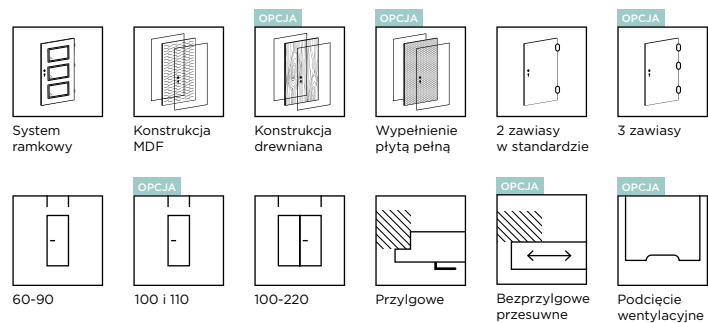 OPCJA
OPCJA
OPCJA
System
ramkowy
Konstrukcja
MDF
Konstrukcja
drewniana
Wypełnienie
płytą pełną
2 zawiasy
w standardzie
3 zawiasy
OPCJA
OPCJA
OPCJA
60-90
100 i 110
100-220
Przylgowe
Bezprzylgowe
przesuwne
Podcięcie
wentylacyjne